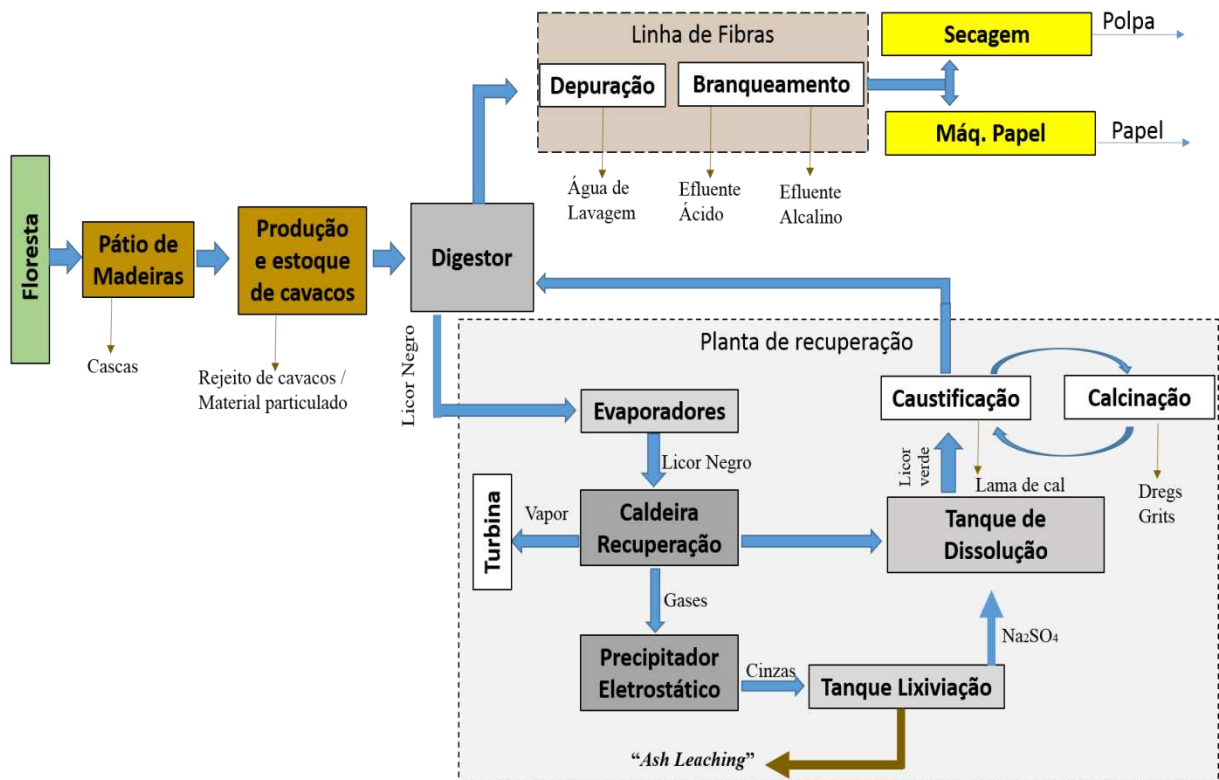 Linha de Fibras
Depuração
Branqueamento
Secagem
Polpa
Máq. Papel
Papel
Água de
Lavagem
Efluente
Ácido
Efluente
Alcalino
Floresta
Pátio de
Madeiras
Produção
e estoque
de cavacos
Digestor
Cascas
Rejeito de cavacos /
Material particulado
Licor Negro
Planta de recuperação
Evaporadores
Licor Negro
Caustificação
Calcinação
Licor
verde
Lama de cal
Dregs
Grits
Turbina
Vapor
Caldeira
Recuperação
Tanque de
Dissolução
Gases
Na₂SO₄
Precipitador
Eletrostático
Cinzas
Tanque Lixiviação
“Ash Leaching”